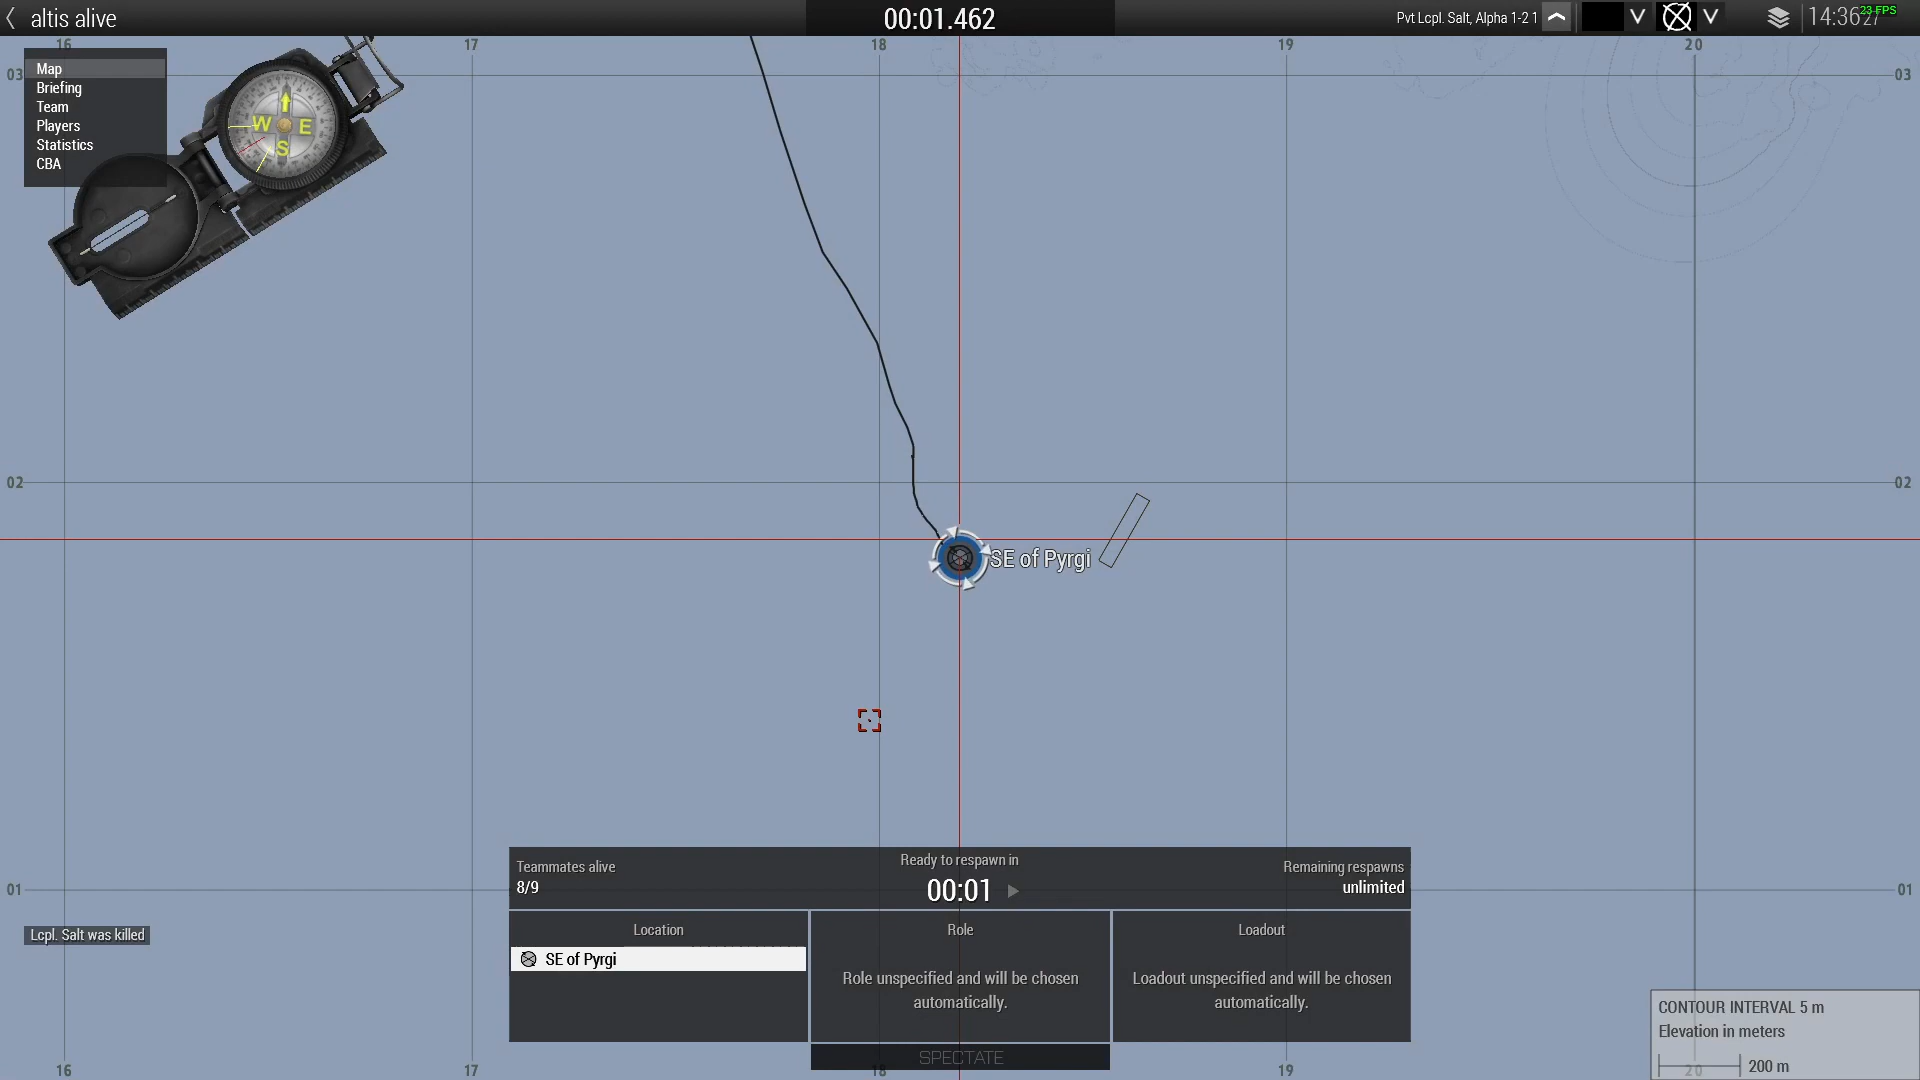 altis alive
00:01.462
Pvt Lcpl. Salt, Alpha 1-2 1
14:36
23 FPS
16
17
18
19
20
03
03
Map
Briefing
Team
Players
Statistics
CBA
W
E
S
02
02
SE of Pyrgi
Teammates alive
8/9
Ready to respawn in
00:01
Remaining respawns
unlimited
01
01
Lcpl. Salt was killed
Location
SE of Pyrgi
Role
Role unspecified and will be chosen
automatically.
Loadout
Loadout unspecified and will be chosen
automatically.
SPECTATE
CONTOUR INTERVAL 5 m
Elevation in meters
200 m
16
17
18
19
20